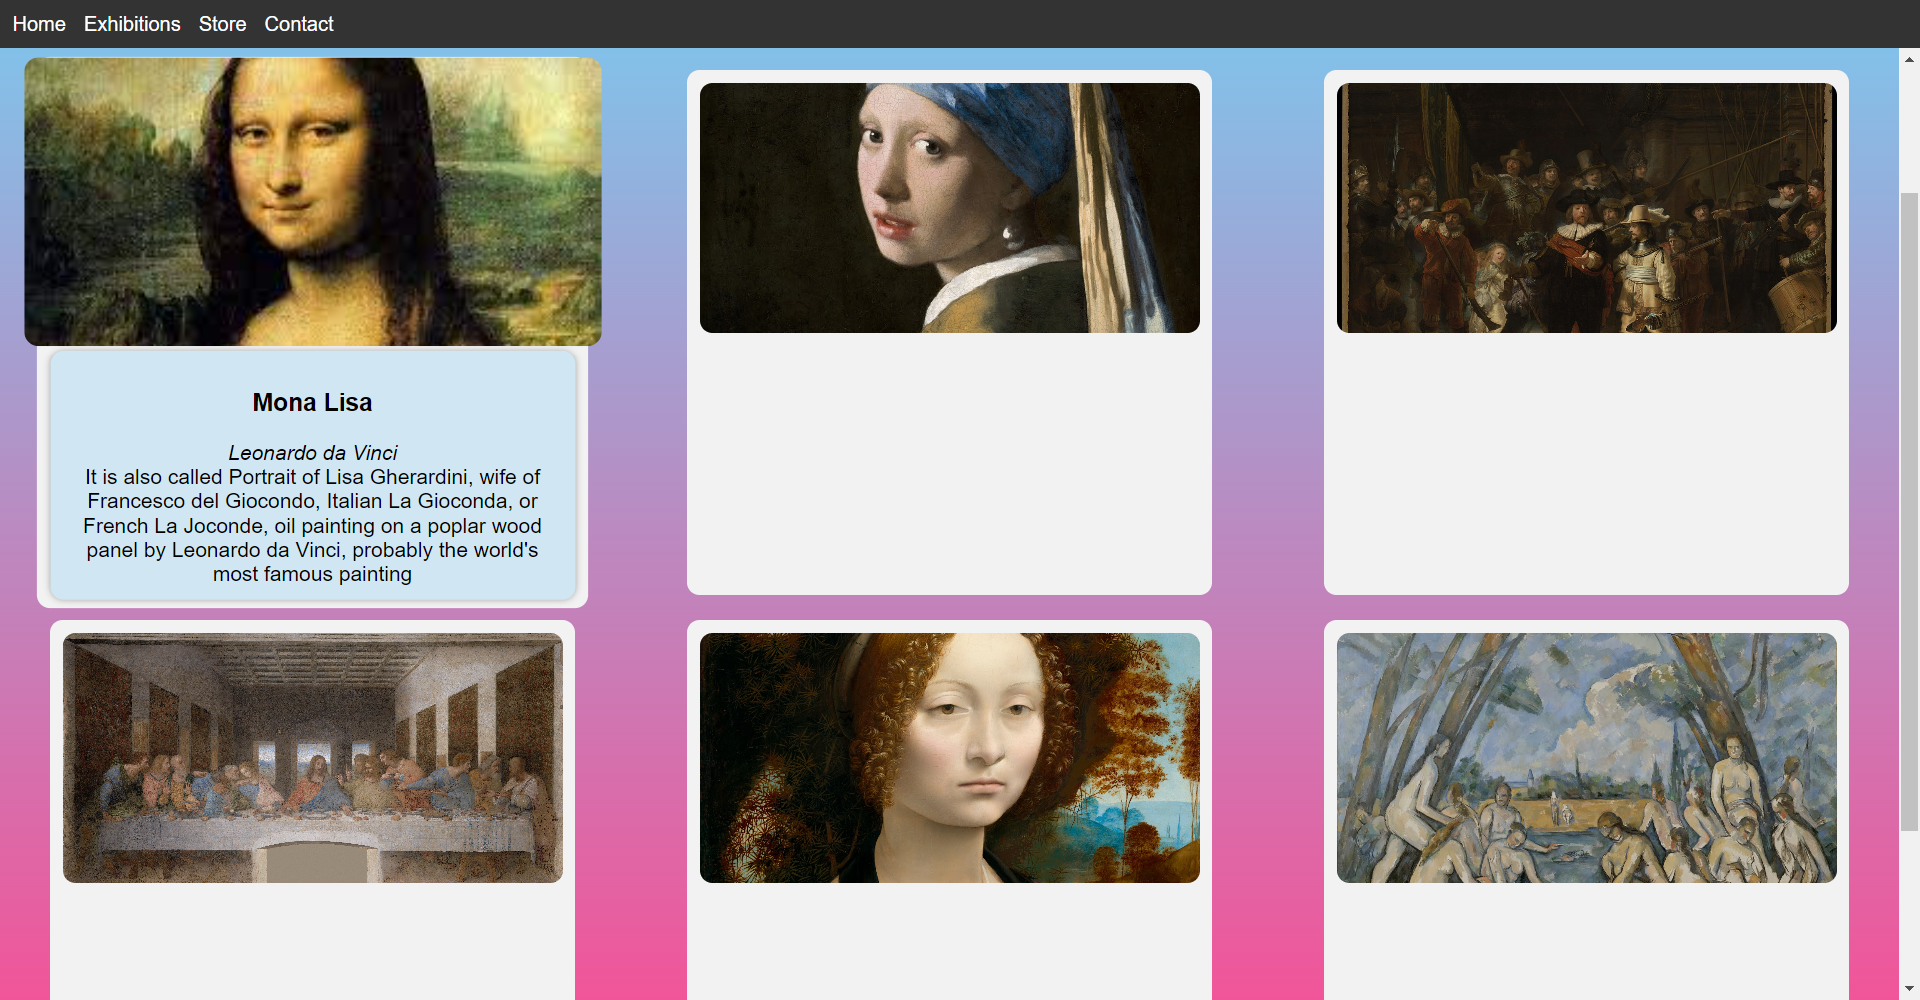 Home Exhibitions Store Contact
Mona Lisa
Leonardo da Vinci
It is also called Portrait of Lisa Gherardini, wife of
Francesco del Giocondo, Italian La Gioconda, or
French La Joconde, oil painting on a poplar wood
panel by Leonardo da Vinci, probably the world's
most famous painting